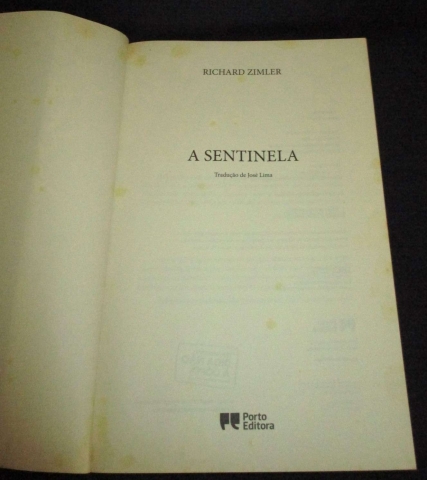 RICHARD ZIMLER
A SENTINELA
Tradução de José Lima
Porto
Editora